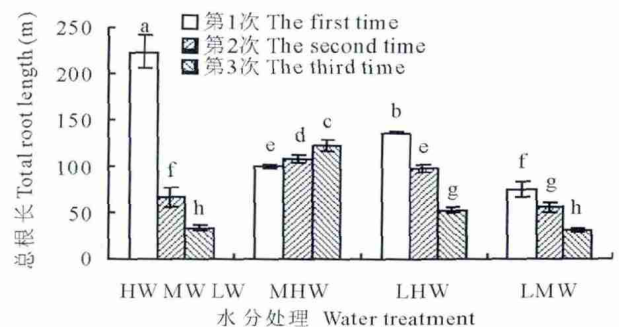 总根长 Total root length (m)
250
200
150
100
50
0
第1次 The first time
第2次 The second time
第3次 The third time
a
f
h
e
d
c
b
e
g
f
g
h
HW MW LW MHW LHW LMW
水分处理 Water treatment